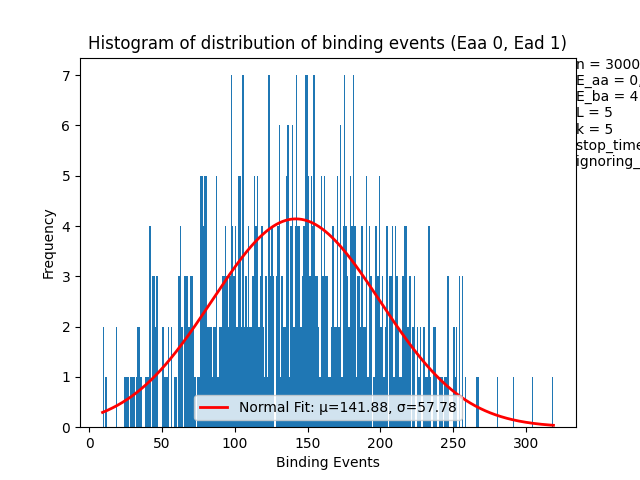 Histogram of distribution of binding events (Eaa 0, Ead 1)
n = 3000
E_aa = 0,
E_ba = 4
L = 5
k = 5
stop_time
ignoring_
7
6
5
4
3
2
1
0
Frequency
Normal Fit: μ=141.88, σ=57.78
0 50 100 150 200 250 300
Binding Events